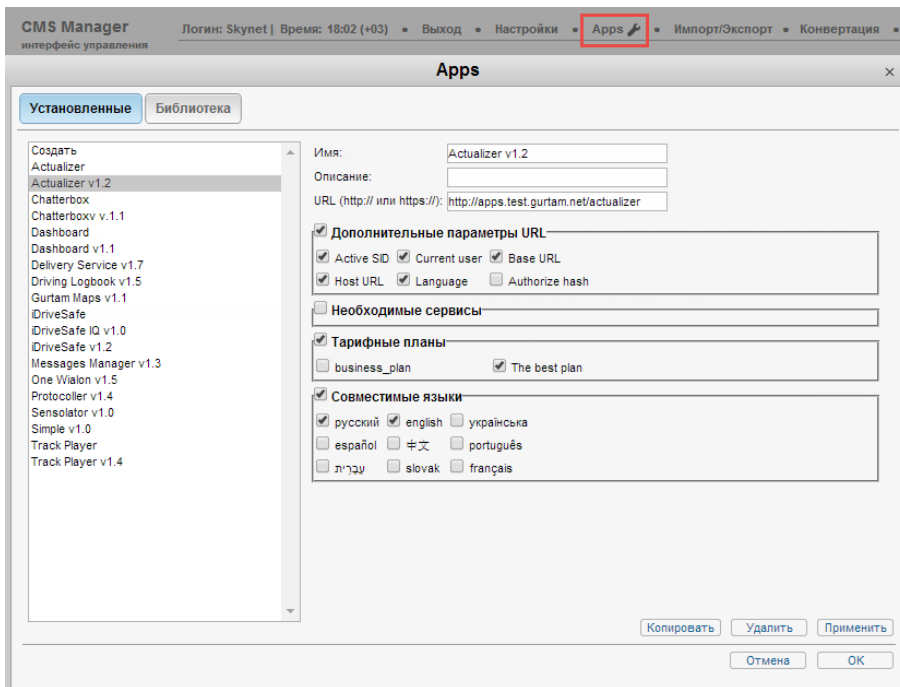 CMS Manager
интерфейс управления
Логин: Skynet | Время: 18:02 (+03) • Выход • Настройки • Apps • Импорт/Экспорт • Конвертация •
Apps
×
Установленные Библиотека
Создать
Actualizer
Actualizer v1.2
Chatterbox
Chatterboxv v.1.1
Dashboard
Dashboard v1.1
Delivery Service v1.7
Driving Logbook v1.5
Gurtam Maps v1.1
iDriveSafe
iDriveSafe IQ v1.0
iDriveSafe v1.2
Messages Manager v1.3
One Wialon v1.5
Protocoller v1.4
Sensolator v1.0
Simple v1.0
Track Player
Track Player v1.4
Имя: Actualizer v1.2
Описание:
URL (http:// или https://): http://apps.test.gurtam.net/actualizer
Дополнительные параметры URL
Active SID Current user Base URL
Host URL Language Authorize hash
Необходимые сервисы
Тарифные планы
business_plan The best plan
Совместимые языки
русский english українська
español 中文 português
עִבְרִית slovak français
Копировать Удалить Применить
Отмена OK